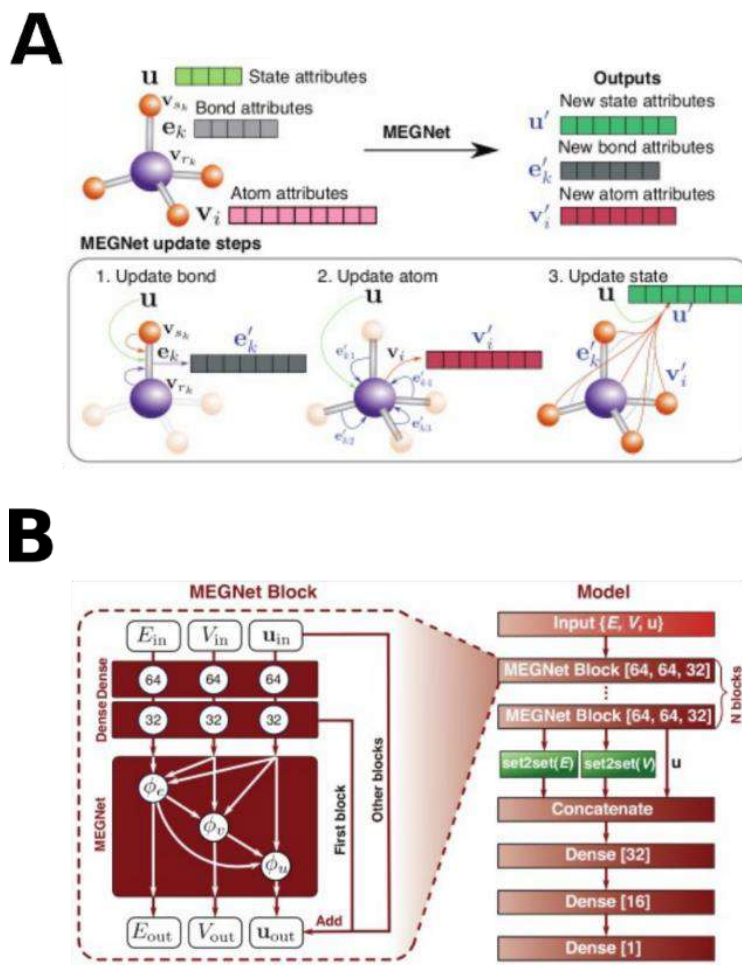 A
u State attributes
v_{s_k}
Bond attributes
e_k
v_{r_k}
Atom attributes
v_i
MEGNet
Outputs
New state attributes
u′
New bond attributes
e′_k
New atom attributes
v′_i
MEGNet update steps
1. Update bond
u
v_{s_k}
e_k
e′_k
v_{r_k}
2. Update atom
u
v_i
v′_i
e′_{k1}
e′_{k2}
e′_{k3}
3. Update state
u
u′
e′_k
v′_i
B
MEGNet Block
E_in V_in u_in
Dense
64 64 64
Dense
32 32 32
MEGNet
ϕ_e
ϕ_v
ϕ_u
First block
Other blocks
Add
E_out V_out u_out
Model
Input {E, V, u}
MEGNet Block [64, 64, 32]
⋮
MEGNet Block [64, 64, 32]
N blocks
set2set(E) set2set(V) u
Concatenate
Dense [32]
Dense [16]
Dense [1]